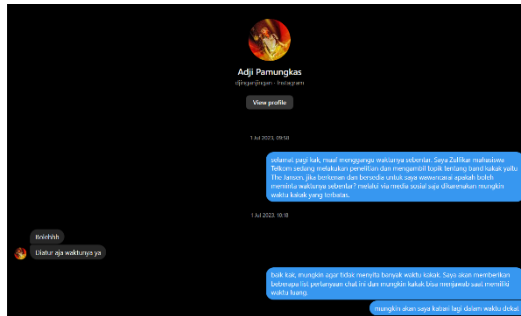 Adji Pamungkas
djinganjingan · Instagram
View profile
1 Jul 2023, 09:58
selamat pagi kak, maaf menggangu waktunya sebentar. Saya Zulfikar mahasiswa
Telkom sedang melakukan penelitian dan mengambil topik tentang band kakak yaitu
The Jansen. jika berkenan dan bersedia untuk saya wawancarai apakah boleh
meminta waktunya sebentar? melalui via media sosial saja dikarenakan mungkin
waktu kakak yang terbatas.
1 Jul 2023, 10:18
Bolehhh
Diatur aja waktunya ya
baik kak, mungkin agar tidak menyita banyak waktu kakak. Saya akan memberikan
beberapa list pertanyaan chat ini dan mungkin kakak bisa menjawab saat memiliki
waktu luang.
mungkin akan saya kabari lagi dalam waktu dekat